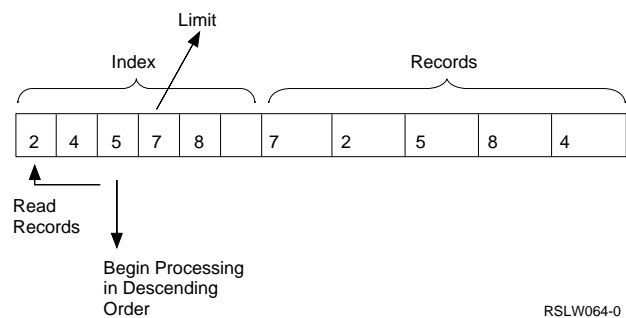 Limit
Index
Records
2 4 5 7 8 7 2 5 8 4
Read
Records
Begin Processing
in Descending
Order
RSLW064-0